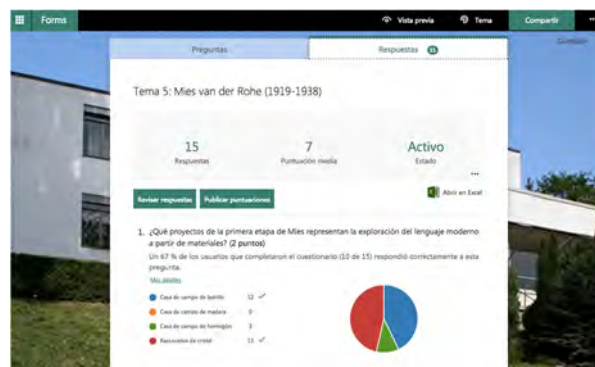 Forms
Vista previa
Tema
Compartir
Preguntas
Respuestas 15
Tema 5: Mies van der Rohe (1919-1938)
15
Respuestas
7
Puntuación media
Activo
Estado
Revisar respuestas
Publicar puntuaciones
Abrir en Excel
1. ¿Qué proyectos de la primera etapa de Mies representan la exploración del lenguaje moderno
a partir de materiales? (2 puntos)
Un 67 % de los usuarios que completaron el cuestionario (10 de 15) respondió correctamente a esta
pregunta.
Más detalles
Casa de campo de ladrillo 12
Casa de campo de madera 0
Casa de campo de hormigón 3
Rascacielos de cristal 13